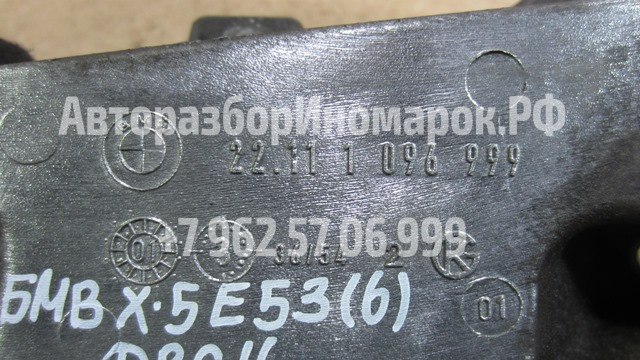 АвторазборИномарок.РФ
BMW
22.11 1 096 999
7 962 57 06 999
01
2
01
БМВ X·5 E53(6)